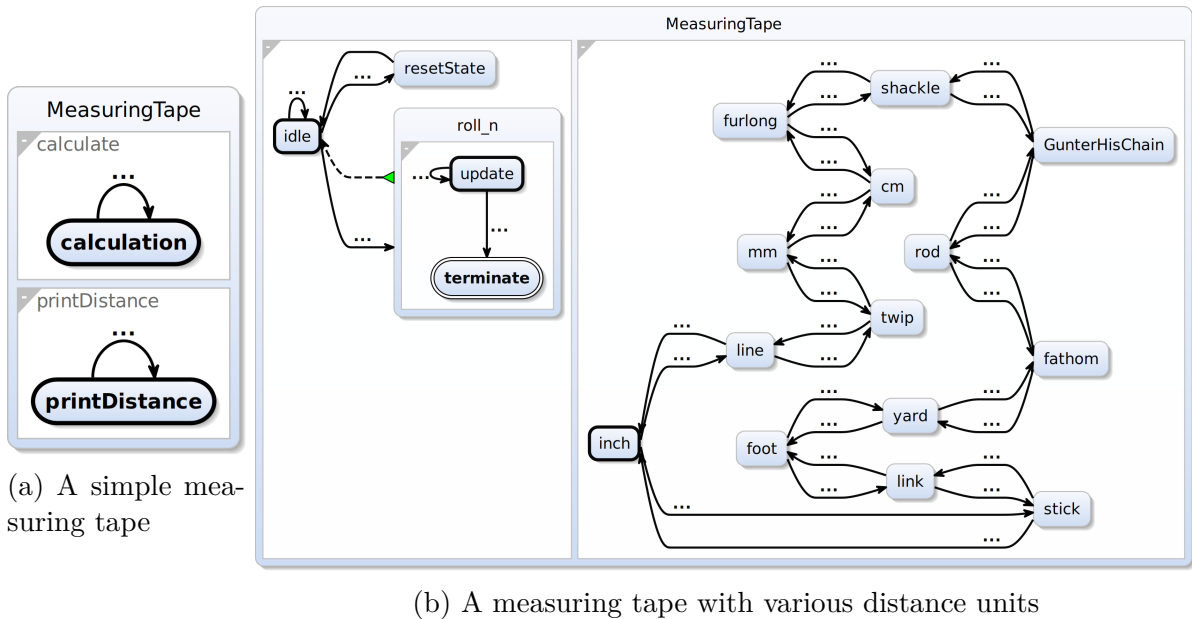 MeasuringTape
calculate
...
calculation
printDistance
...
printDistance
(a) A simple mea-
suring tape
MeasuringTape
...
idle
...
resetState
roll_n
...
update
...
terminate
...
...
...
shackle
furlong
...
...
GunterHisChain
...
...
cm
...
...
mm
rod
...
...
...
...
...
...
twip
...
...
line
...
...
fathom
...
...
yard
...
...
inch
foot
...
...
link
...
...
stick
...
...
(b) A measuring tape with various distance units